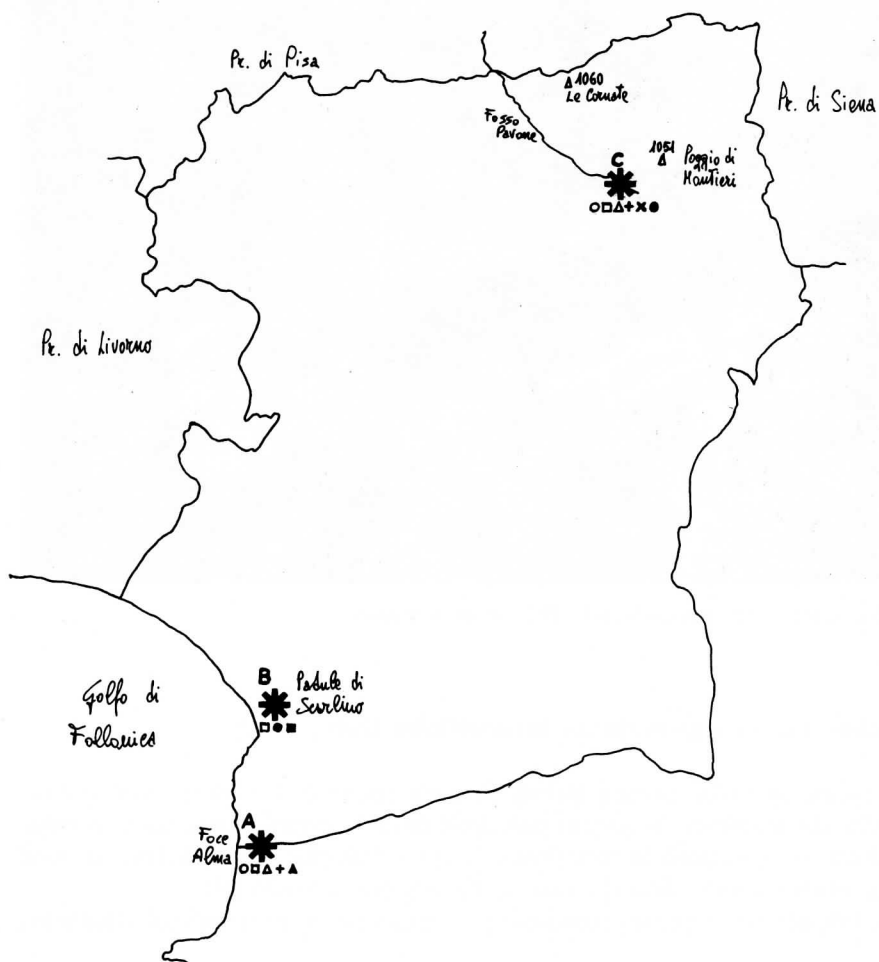 Pr. di Pisa
1060
Le Cornate
Pr. di Siena
Fosso
Pavone
C
1051
Poggio di
Montieri
Pr. di Livorno
B
Padule di
Scarlino
Golfo di
Follonica
A
Foce
Alma